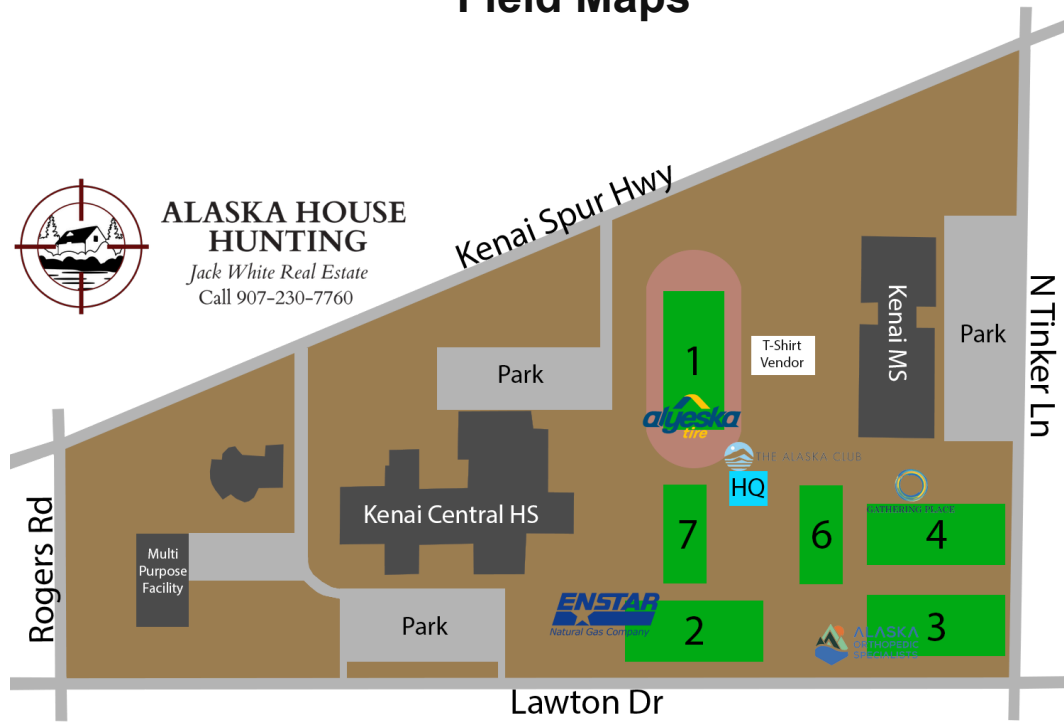 Field Maps
Kenai Spur Hwy
ALASKA HOUSE
HUNTING
Jack White Real Estate
Call 907-230-7760
N Tinker Ln
Kenai MS
Park
T-Shirt
Vendor
1
Park
alyeska
tire
THE ALASKA CLUB
HQ
GATHERING PLACE
Kenai Central HS
7
6
4
Rogers Rd
Multi
Purpose
Facility
ENSTAR
Natural Gas Company
Park
2
ALASKA
ORTHOPEDIC
SPECIALISTS
3
Lawton Dr